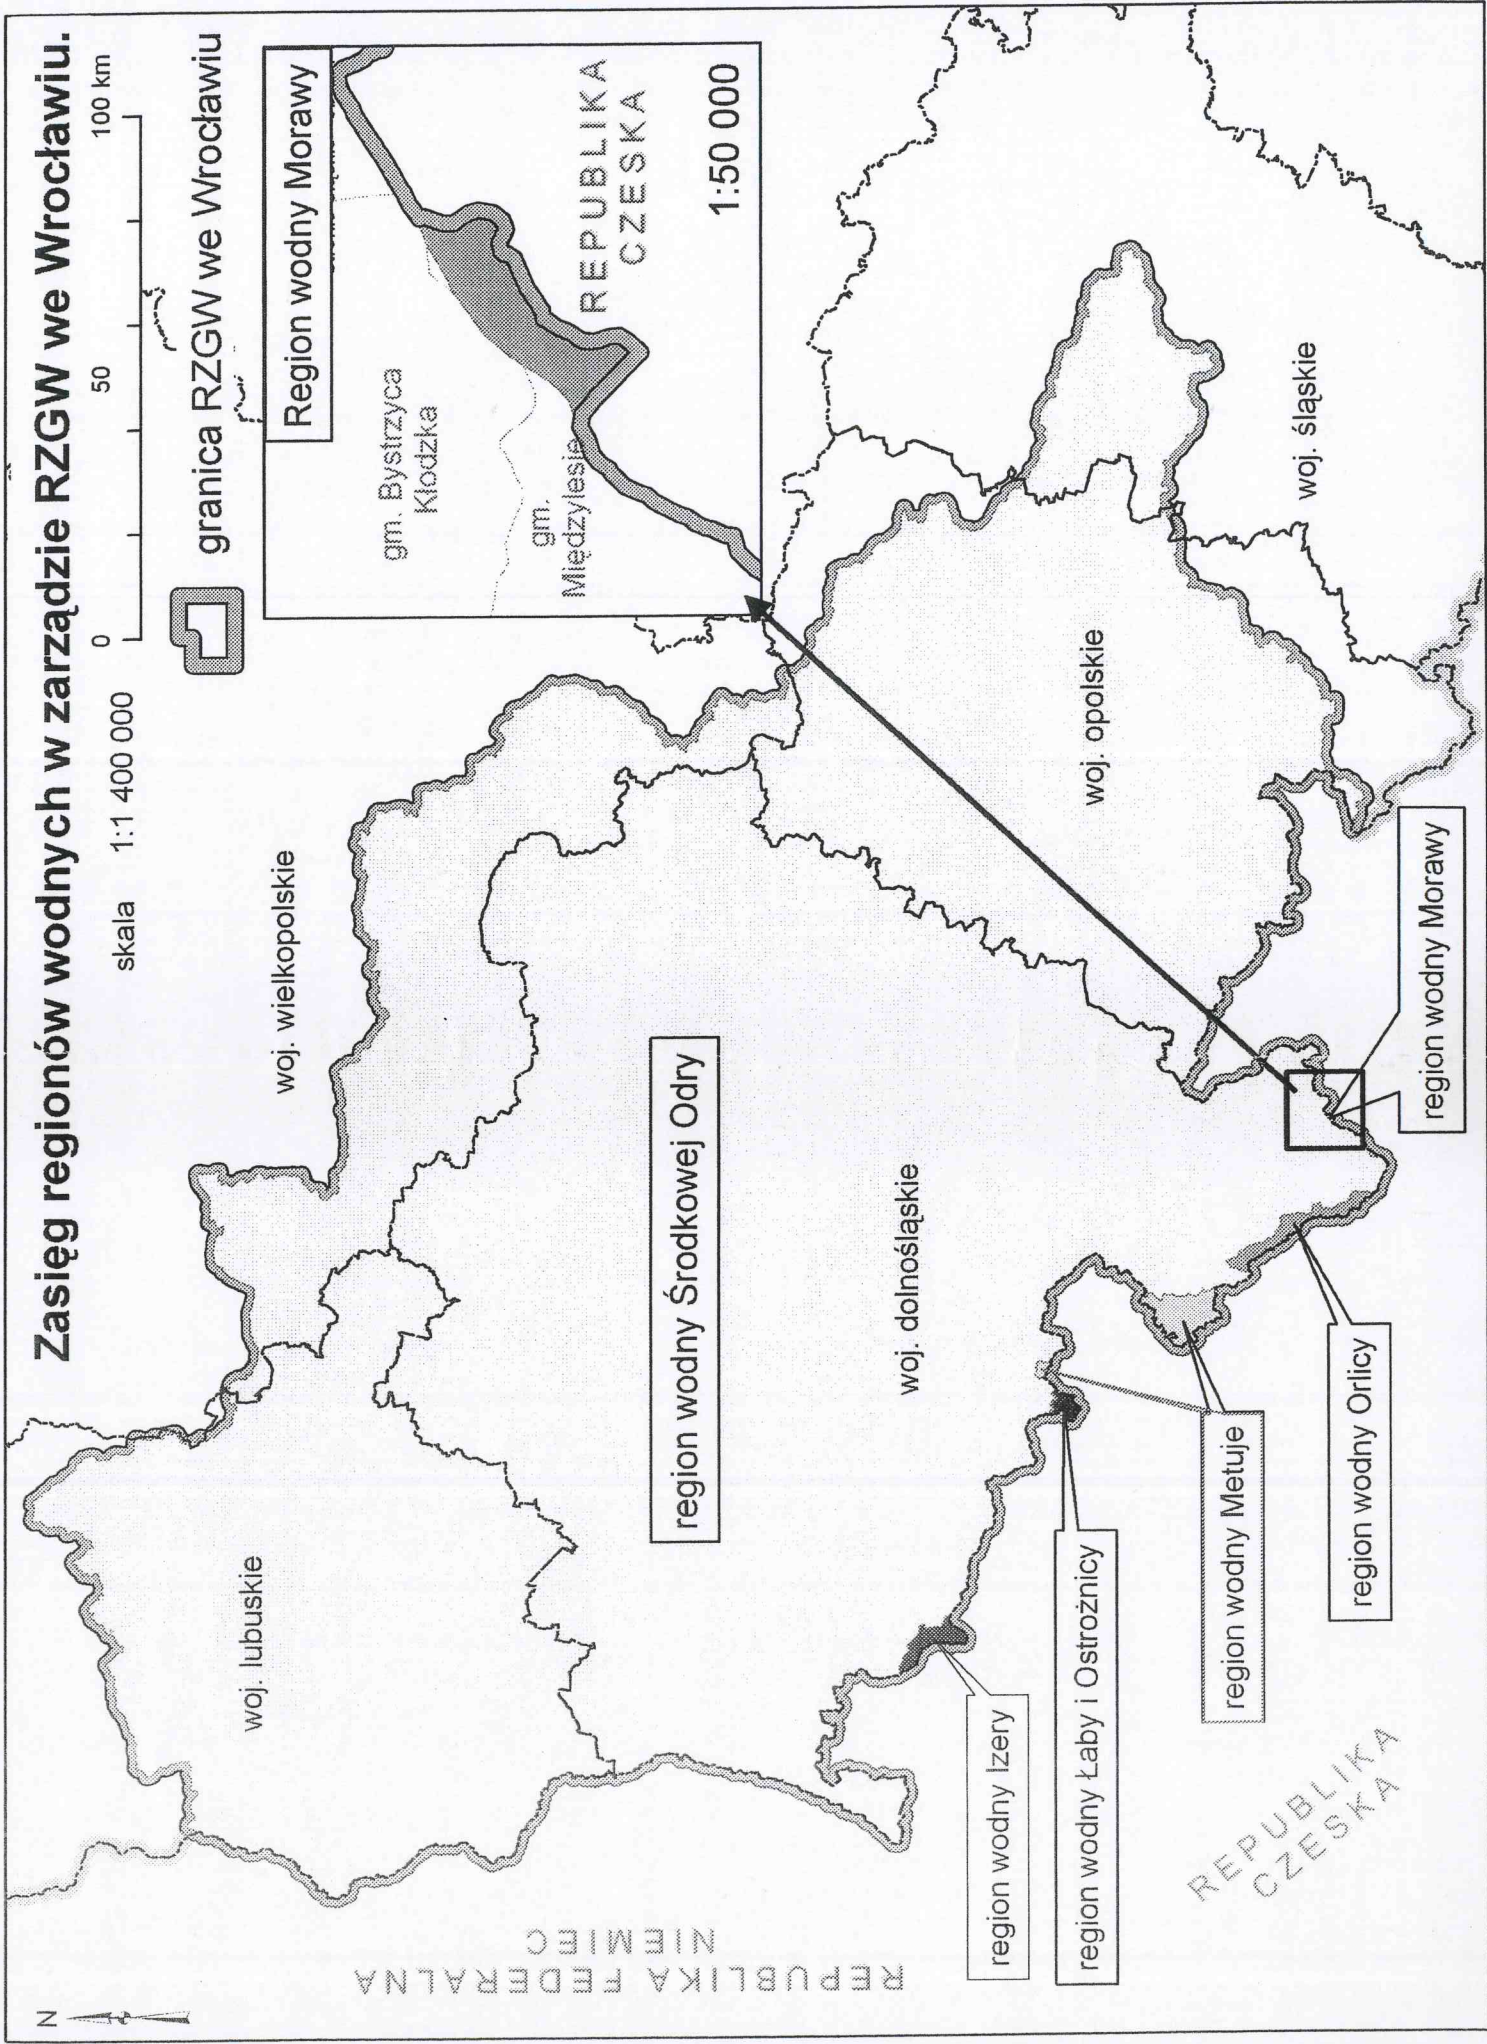 Zasięg regionów wodnych w zarządzie RZGW we Wrocławiu.
skala 1:1 400 000
0 50 100 km
granica RZGW we Wrocławiu
Region wodny Morawy
gm. Bystrzyca
Kłodzka
gm.
Międzylesie
REPUBLIKA
CZESKA
1:50 000
N
woj. lubuskie
woj. wielkopolskie
REPUBLIKA FEDERALNA
NIEMIEC
region wodny Środkowej Odry
woj. dolnośląskie
woj. opolskie
woj. śląskie
region wodny Izery
region wodny Łaby i Ostrożnicy
region wodny Metuje
region wodny Orlicy
region wodny Morawy
REPUBLIKA
CZESKA